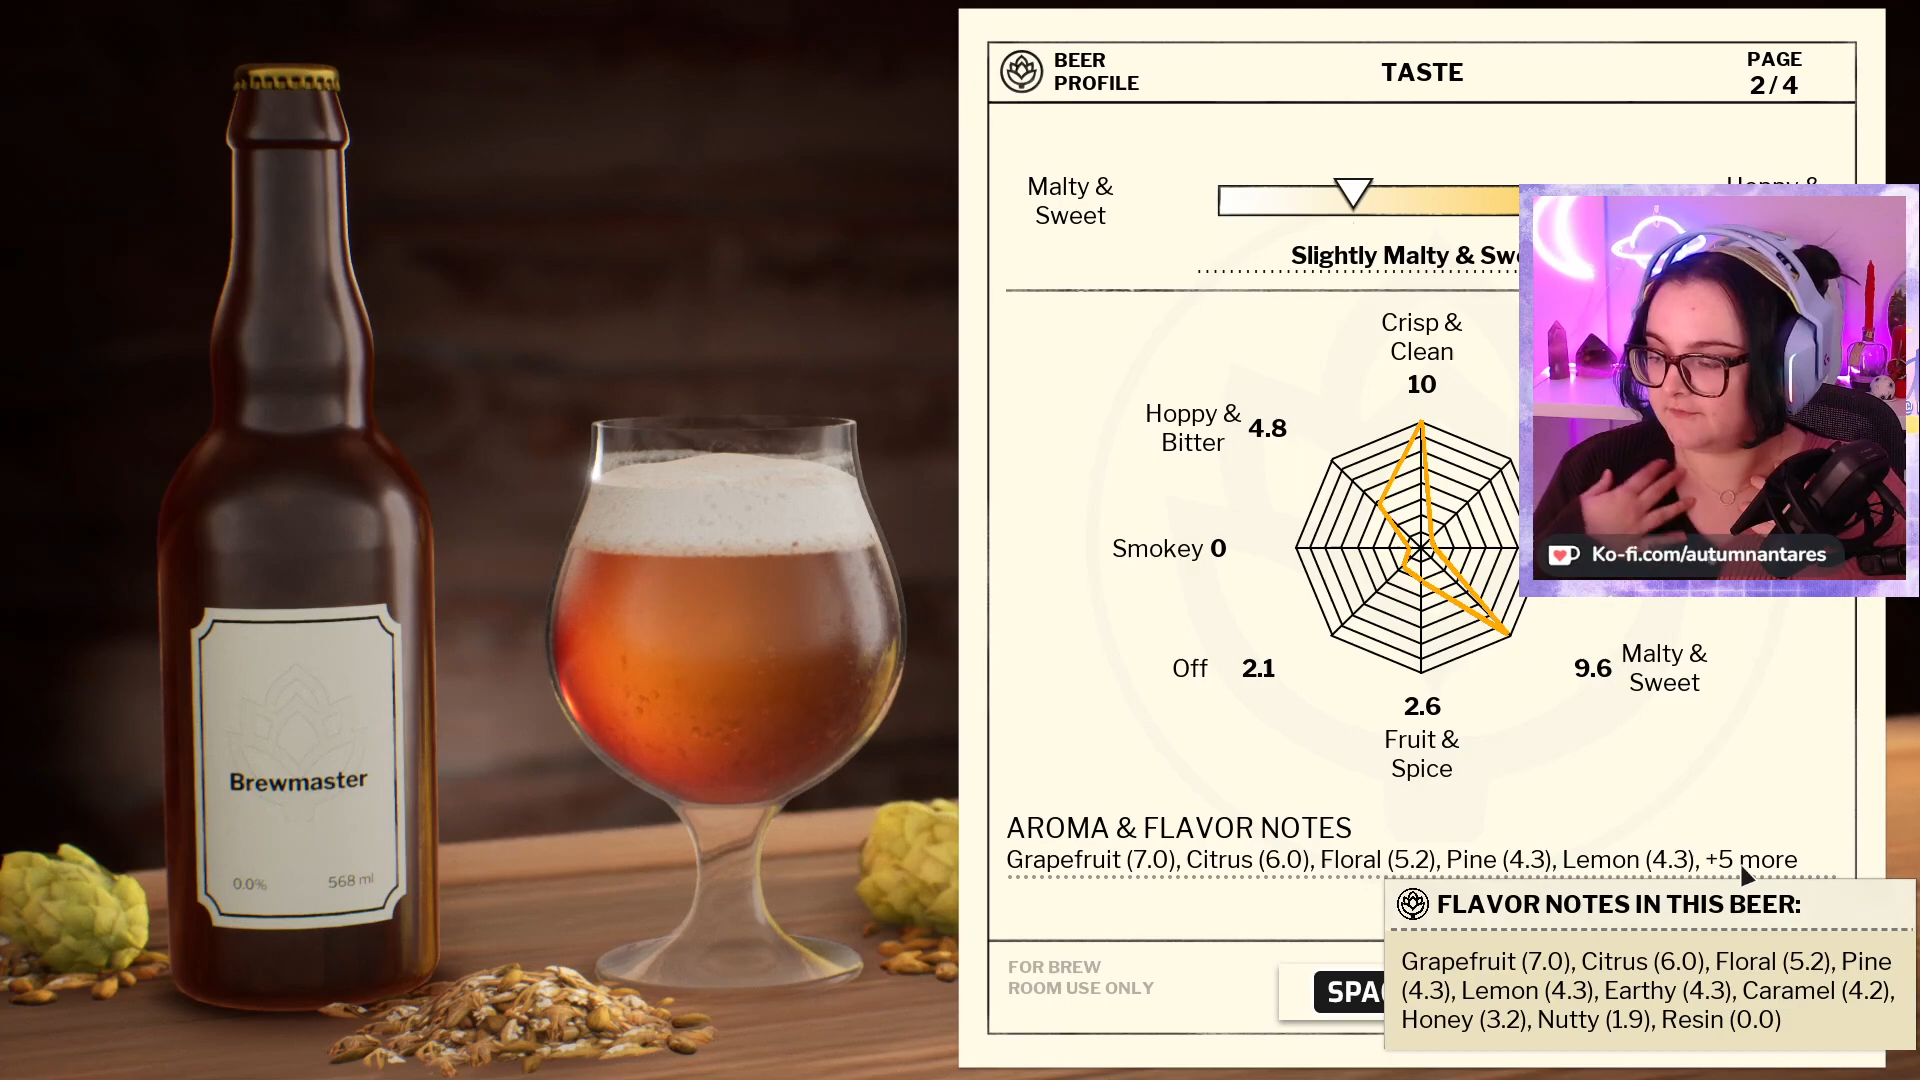 BEER
PROFILE
TASTE
PAGE
2 / 4
Malty &
Sweet
Slightly Malty &
Crisp &
Clean
10
Hoppy &
Bitter
4.8
Smokey 0
Off 2.1
9.6 Malty &
Sweet
2.6
Fruit &
Spice
Ko-fi.com/autumnantares
Brewmaster
0.0% 568 ml
AROMA & FLAVOR NOTES
Grapefruit (7.0), Citrus (6.0), Floral (5.2), Pine (4.3), Lemon (4.3), +5 more
FOR BREW
ROOM USE ONLY
FLAVOR NOTES IN THIS BEER:
Grapefruit (7.0), Citrus (6.0), Floral (5.2), Pine
(4.3), Lemon (4.3), Earthy (4.3), Caramel (4.2),
Honey (3.2), Nutty (1.9), Resin (0.0)